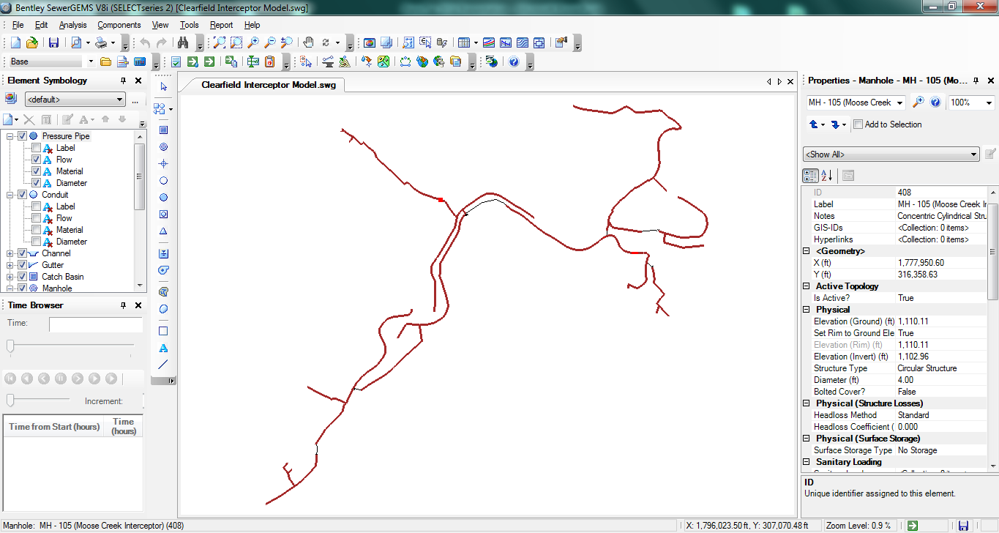 Bentley SewerGEMS V8i (SELECTseries 2) [Clearfield Interceptor Model.swg]
File Edit Analysis Components View Tools Report Help
Base
Element Symbology
<default>
...
Pressure Pipe
Label
Flow
Material
Diameter
Conduit
Label
Flow
Material
Diameter
Channel
Gutter
Catch Basin
Manhole
Time Browser
Time:
Increment:
Time from Start (hours) Time (hours)
Clearfield Interceptor Model.swg
Properties - Manhole - MH - 105 (Mo...
MH - 105 (Moose Creek 100%
Add to Selection
<Show All>
ID 408
Label MH - 105 (Moose Creek I
Notes Concentric Cylindrical Stru
GIS-IDs <Collection: 0 items>
Hyperlinks <Collection: 0 items>
<Geometry>
X (ft) 1,777,950.60
Y (ft) 316,358.63
Active Topology
Is Active? True
Physical
Elevation (Ground) (ft) 1,110.11
Set Rim to Ground Ele True
Elevation (Rim) (ft) 1,110.11
Elevation (Invert) (ft) 1,102.96
Structure Type Circular Structure
Diameter (ft) 4.00
Bolted Cover? False
Physical (Structure Losses)
Headloss Method Standard
Headloss Coefficient ( 0.000
Physical (Surface Storage)
Surface Storage Type No Storage
Sanitary Loading
ID
Unique identifier assigned to this element.
Manhole: MH - 105 (Moose Creek Interceptor) (408)
X: 1,796,023.50 ft, Y: 307,070.48 ft Zoom Level: 0.9 %